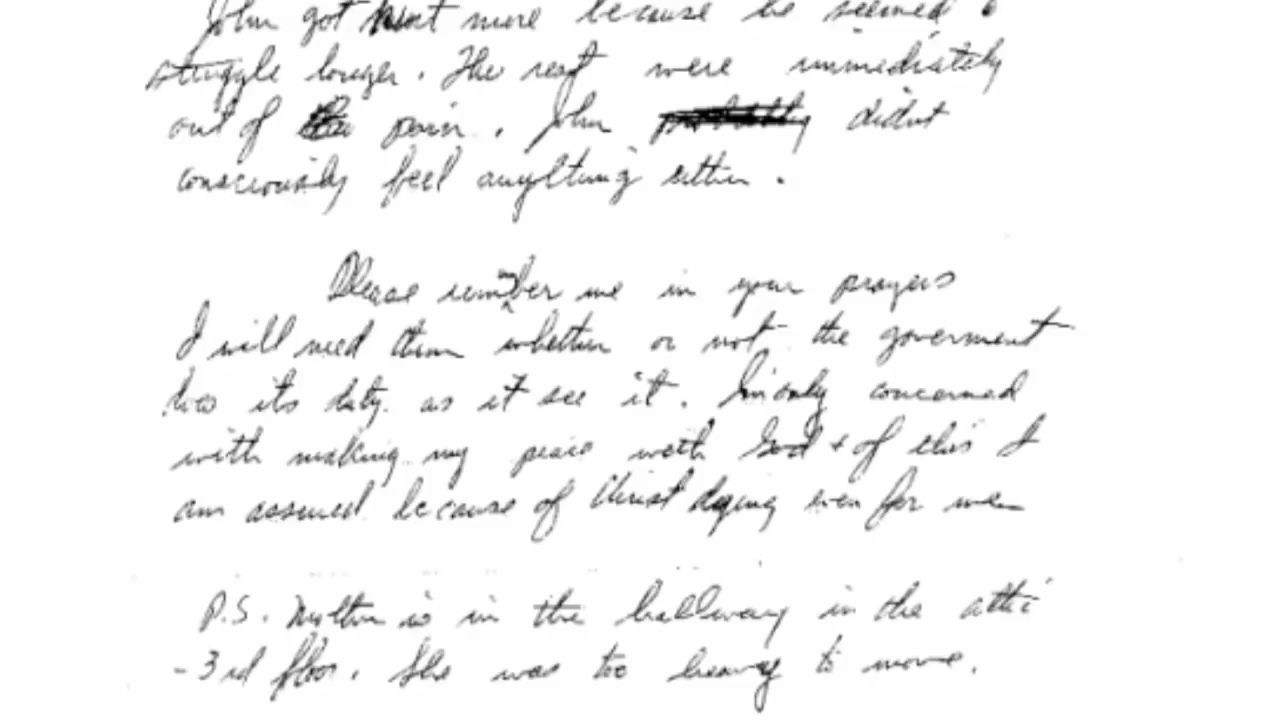 John got hurt more because he seemed to
struggle longer. The rest were immediately
out of pain. John didnt
consciously feel anything either.
Please remember me in your prayers
I will need them whether or not the goverment
does its duty as it see it. Im only concerned
with making my peace with God & of this I
am assured because of Christ dying even for me
P.S. Mother is in the hallway in the attic
-3rd floor. She was too heavy to move.